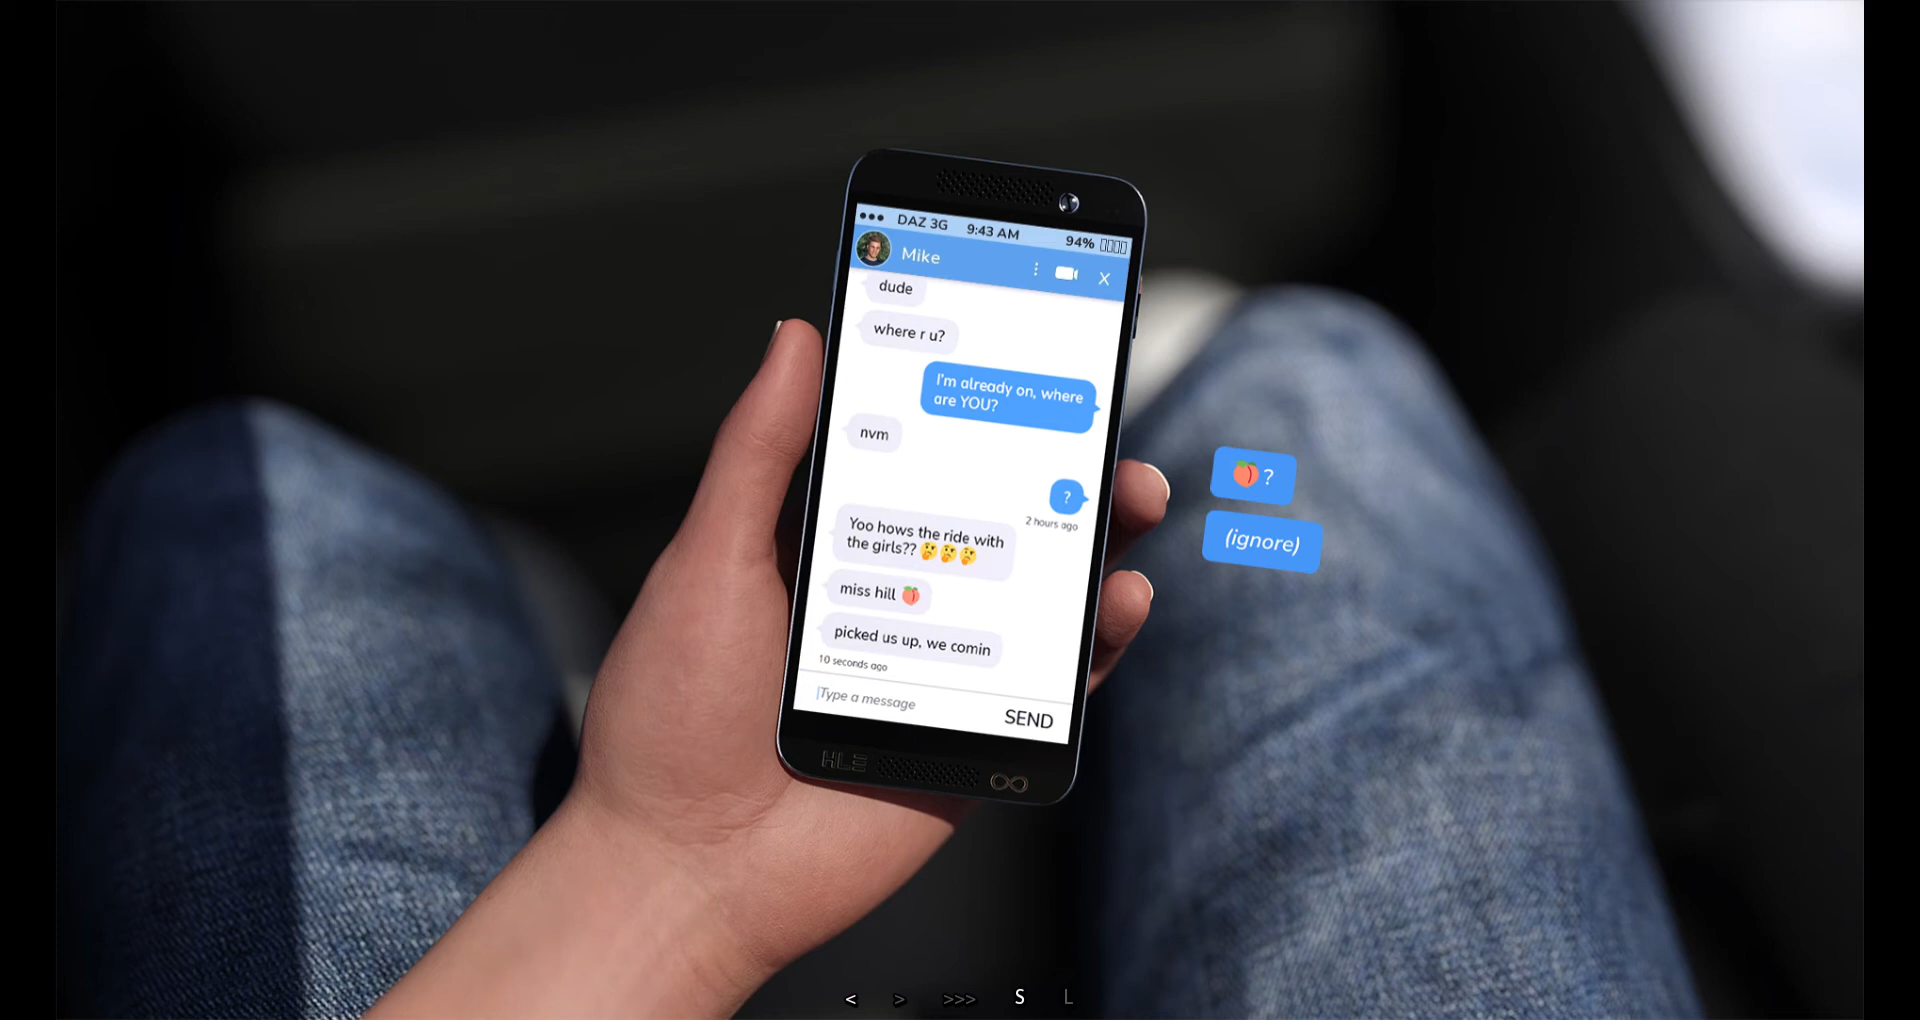 DAZ 3G 9:43 AM 94%
Mike X
dude
where r u?
I'm already on, where
are YOU?
nvm
?
2 hours ago
Yoo hows the ride with
the girls?? 🤔🤔🤔
miss hill 🍑
picked us up, we comin
10 seconds ago
Type a message SEND
HLE
🍑?
(ignore)
< > >>> S L